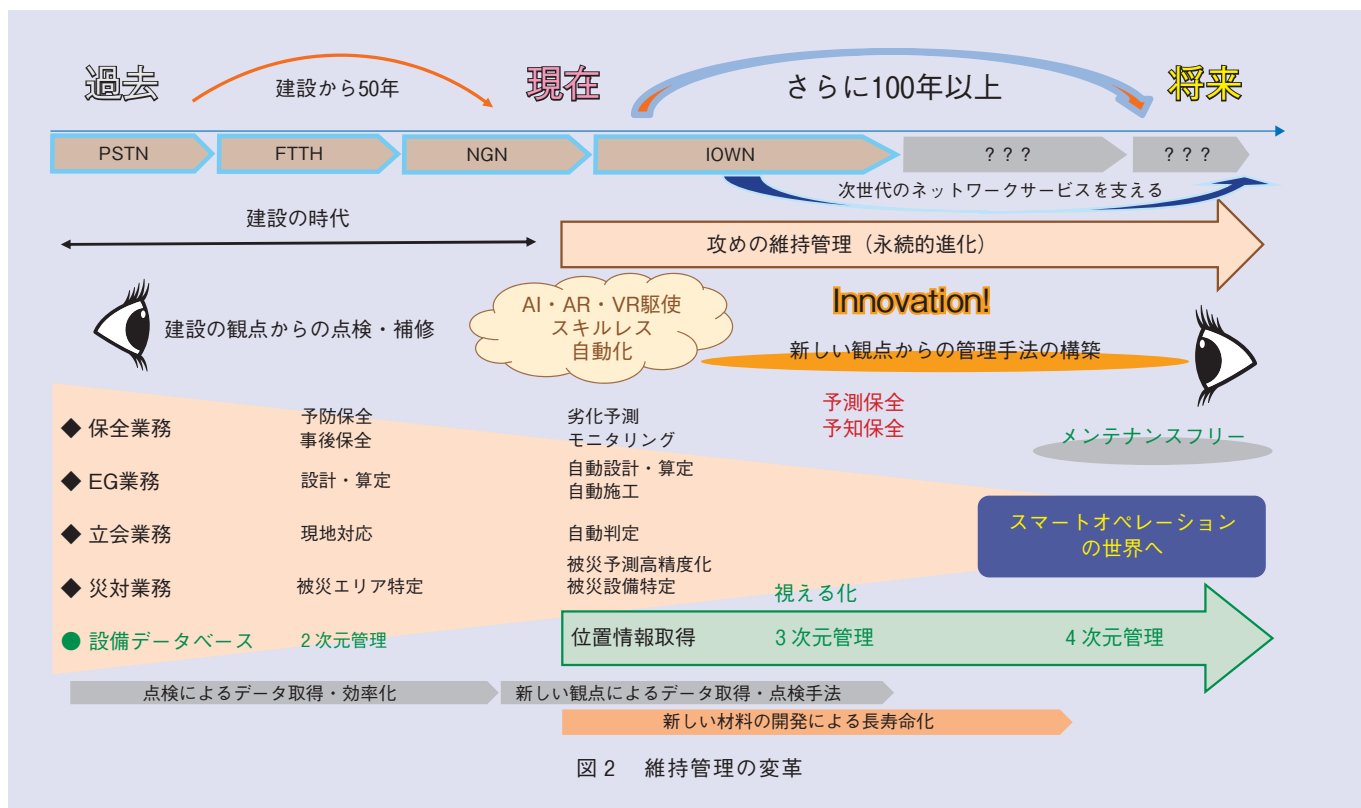 過去
建設から50年
現在
さらに100年以上
将来
PSTN
FTTH
NGN
IOWN
? ? ?
? ? ?
次世代のネットワークサービスを支える
建設の時代
攻めの維持管理（永続的進化）
建設の観点からの点検・補修
AI・AR・VR駆使
スキルレス
自動化
Innovation!
新しい観点からの管理手法の構築
◆ 保全業務
予防保全
事後保全
劣化予測
モニタリング
予測保全
予知保全
メンテナンスフリー
◆ EG業務
設計・算定
自動設計・算定
自動施工
◆ 立会業務
現地対応
自動判定
スマートオペレーション
の世界へ
◆ 災対業務
被災エリア特定
被災予測高精度化
被災設備特定
視える化
● 設備データベース
2次元管理
位置情報取得
3次元管理
4次元管理
点検によるデータ取得・効率化
新しい観点によるデータ取得・点検手法
新しい材料の開発による長寿命化
図2　維持管理の変革